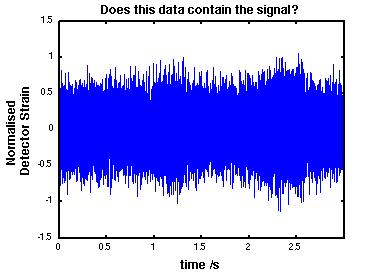 Does this data contain the signal?
1.5
1
0.5
0
-0.5
-1
-1.5
Normalised
Detector Strain
0 0.5 1 1.5 2 2.5
time /s